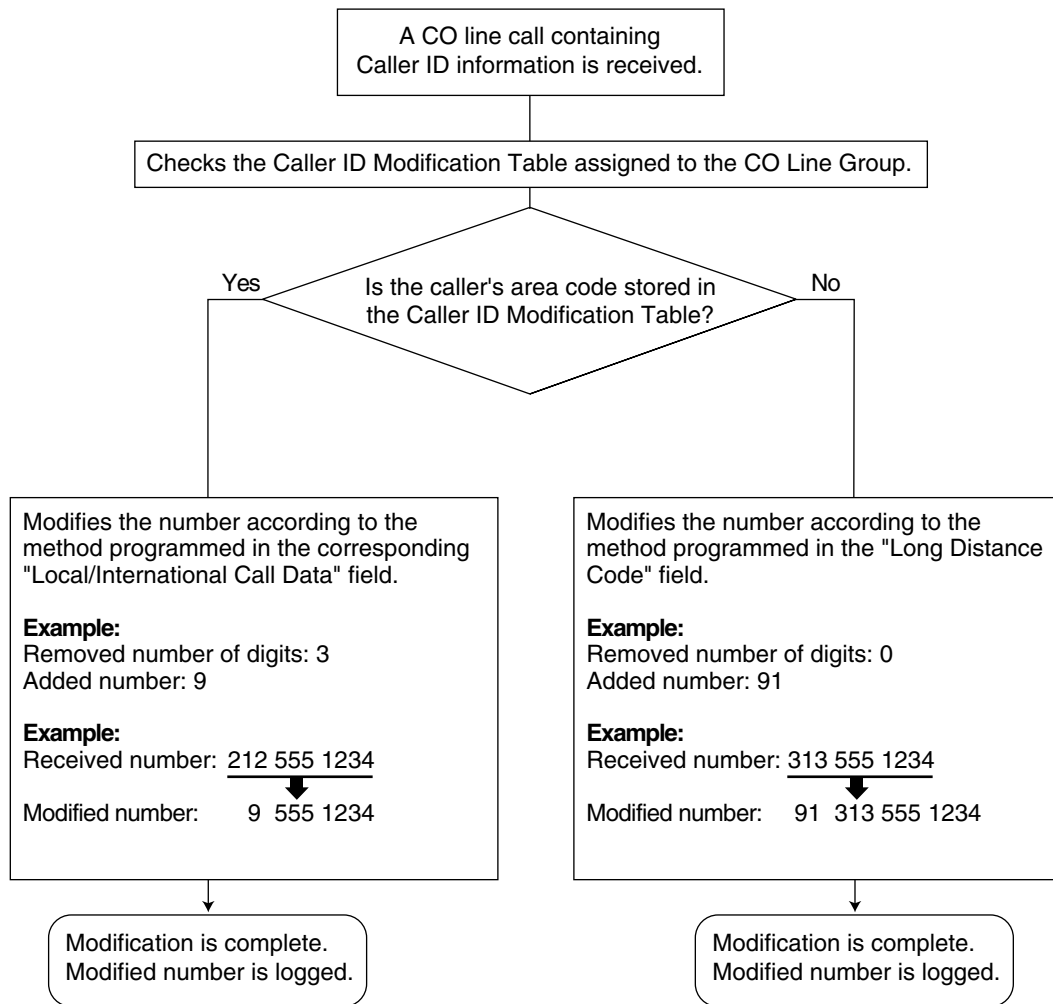 A CO line call containing
Caller ID information is received.
Checks the Caller ID Modification Table assigned to the CO Line Group.
Is the caller's area code stored in
the Caller ID Modification Table?
Yes
No
Modifies the number according to the
method programmed in the corresponding
"Local/International Call Data" field.
Example:
Removed number of digits: 3
Added number: 9
Example:
Received number: 212 555 1234
Modified number: 9 555 1234
Modification is complete.
Modified number is logged.
Modifies the number according to the
method programmed in the "Long Distance
Code" field.
Example:
Removed number of digits: 0
Added number: 91
Example:
Received number: 313 555 1234
Modified number: 91 313 555 1234
Modification is complete.
Modified number is logged.